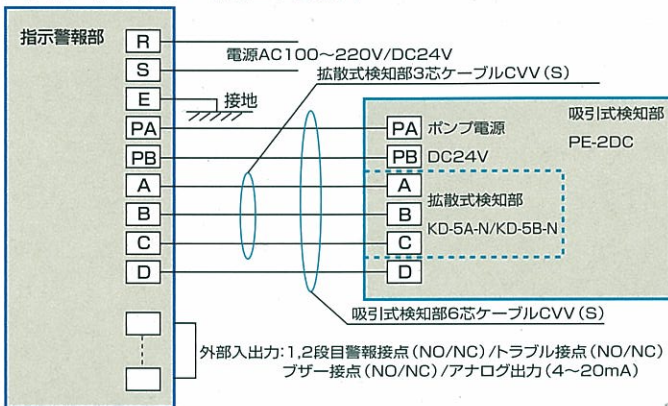 指示警報部
R
S
E
PA
PB
A
B
C
D
電源AC100～220V/DC24V
拡散式検知部3芯ケーブルCVV(S)
接地
吸引式検知部
PE-2DC
PA ポンプ電源
PB DC24V
A
B
C
D
拡散式検知部
KD-5A-N/KD-5B-N
吸引式検知部6芯ケーブルCVV(S)
外部入出力:1,2段目警報接点(NO/NC)/トラブル接点(NO/NC)
ブザー接点(NO/NC)/アナログ出力(4～20mA)